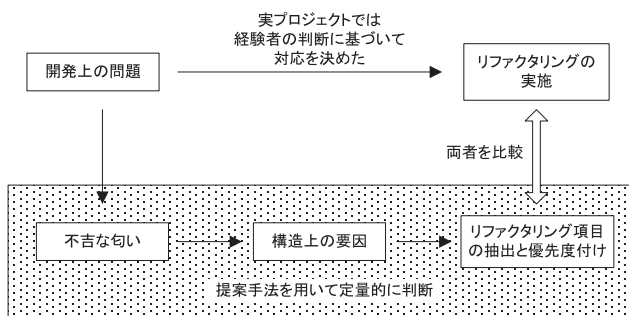 実プロジェクトでは
経験者の判断に基づいて
対応を決めた
開発上の問題
リファクタリングの
実施
両者を比較
不吉な匂い
構造上の要因
リファクタリング項目
の抽出と優先度付け
提案手法を用いて定量的に判断